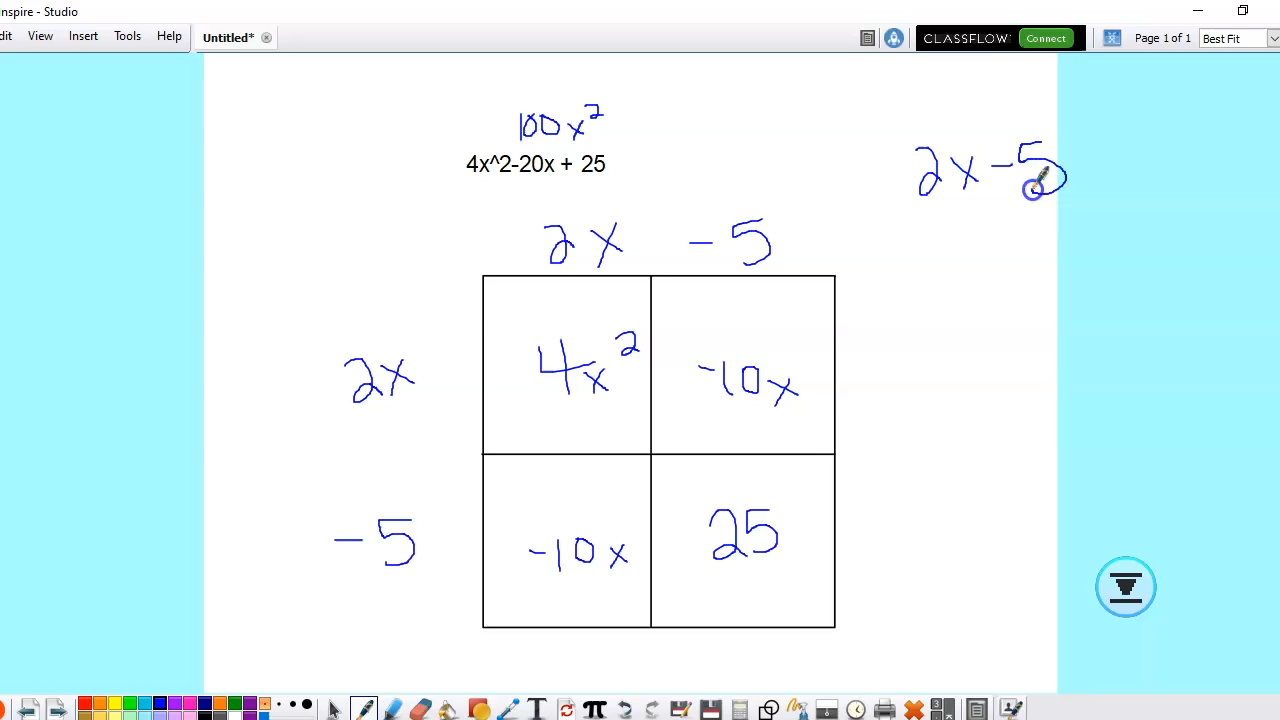 nspire - Studio
dit View Insert Tools Help Untitled* CLASSFLOW Connect Page 1 of 1 Best Fit
100x²
4x^2-20x + 25
2x -5
2x -5
2x 4x² -10x
-5 -10x 25